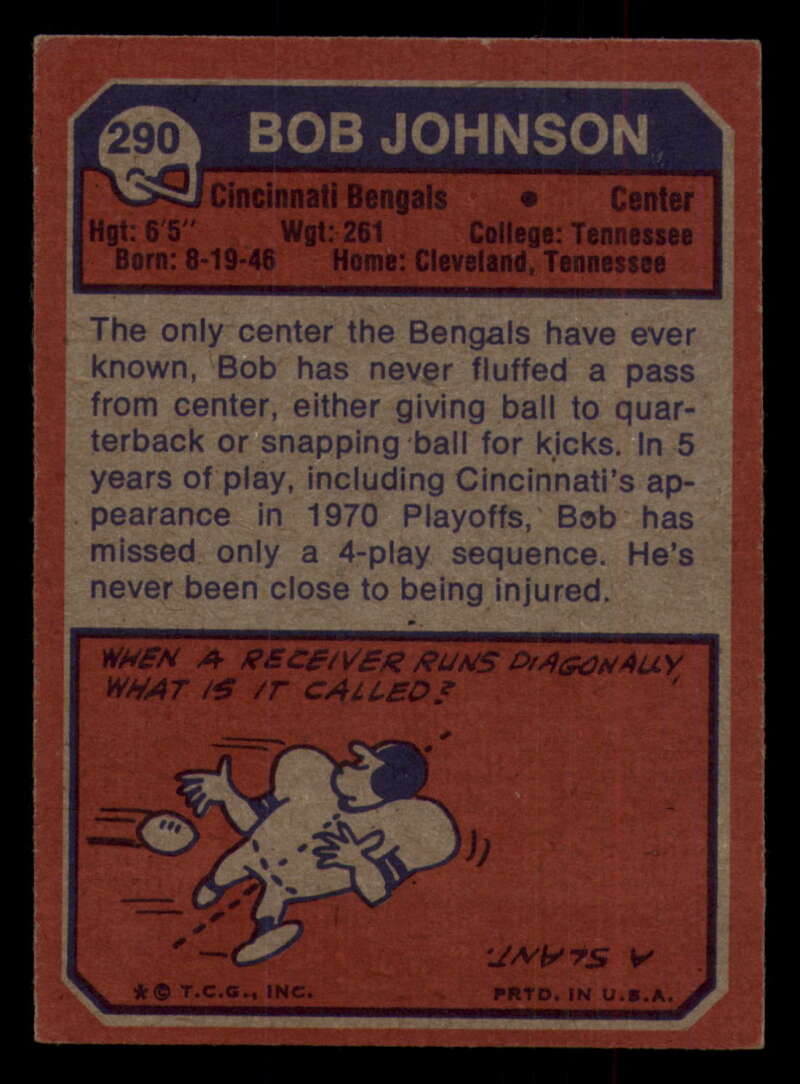 290
BOB JOHNSON
Cincinnati Bengals • Center
Hgt: 6'5" Wgt: 261 College: Tennessee
Born: 8-19-46 Home: Cleveland, Tennessee
The only center the Bengals have ever
known, Bob has never fluffed a pass
from center, either giving ball to quar-
terback or snapping ball for kicks. In 5
years of play, including Cincinnati's ap-
pearance in 1970 Playoffs, Bob has
missed only a 4-play sequence. He's
never been close to being injured.
WHEN A RECEIVER RUNS DIAGONALLY,
WHAT IS IT CALLED?
A SLANT.
*© T.C.G., INC. PRTD. IN U.S.A.